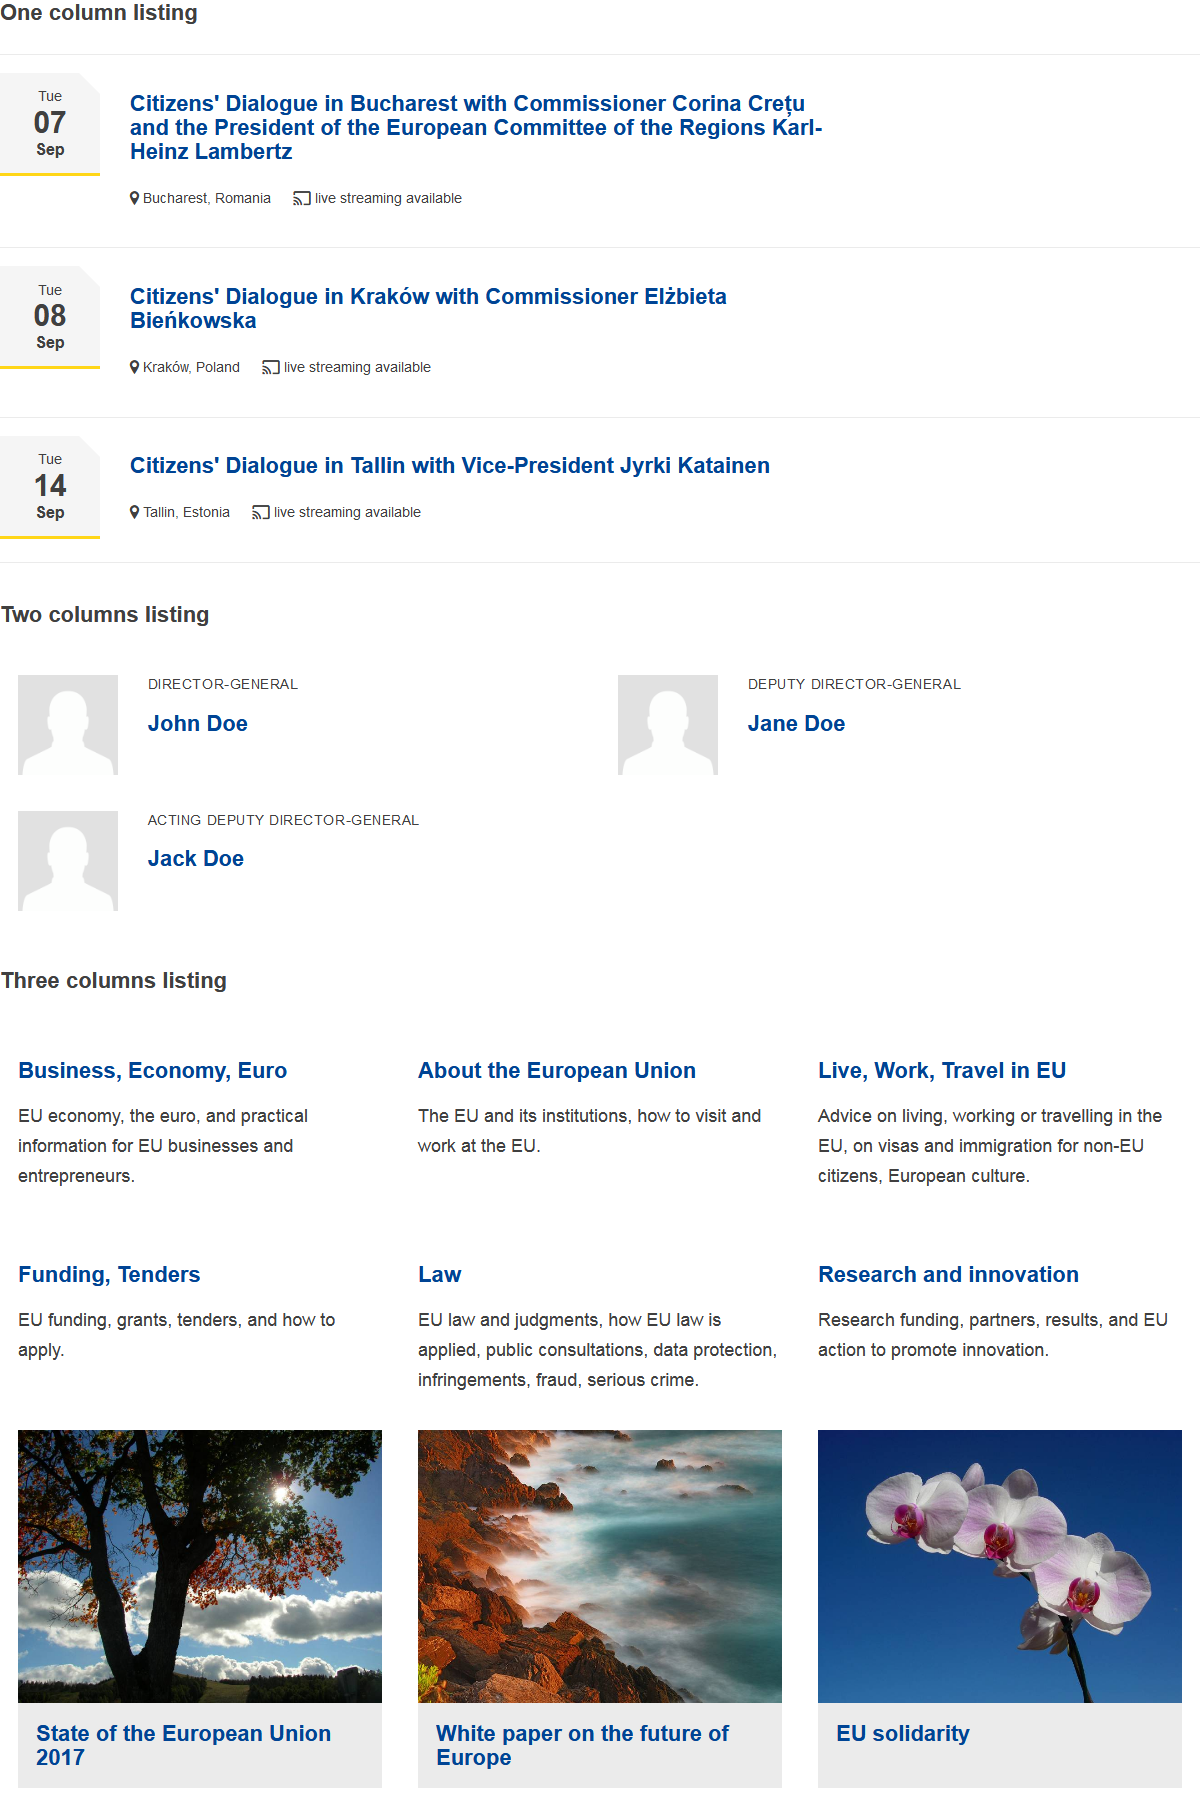 One column listing
Tue
07
Sep
Citizens' Dialogue in Bucharest with Commissioner Corina Crețu
and the President of the European Committee of the Regions Karl-
Heinz Lambertz
Bucharest, Romania live streaming available
Tue
08
Sep
Citizens' Dialogue in Kraków with Commissioner Elżbieta
Bieńkowska
Kraków, Poland live streaming available
Tue
14
Sep
Citizens' Dialogue in Tallin with Vice-President Jyrki Katainen
Tallin, Estonia live streaming available
Two columns listing
DIRECTOR-GENERAL
John Doe
DEPUTY DIRECTOR-GENERAL
Jane Doe
ACTING DEPUTY DIRECTOR-GENERAL
Jack Doe
Three columns listing
Business, Economy, Euro
EU economy, the euro, and practical
information for EU businesses and
entrepreneurs.
About the European Union
The EU and its institutions, how to visit and
work at the EU.
Live, Work, Travel in EU
Advice on living, working or travelling in the
EU, on visas and immigration for non-EU
citizens, European culture.
Funding, Tenders
EU funding, grants, tenders, and how to
apply.
Law
EU law and judgments, how EU law is
applied, public consultations, data protection,
infringements, fraud, serious crime.
Research and innovation
Research funding, partners, results, and EU
action to promote innovation.
State of the European Union
2017
White paper on the future of
Europe
EU solidarity